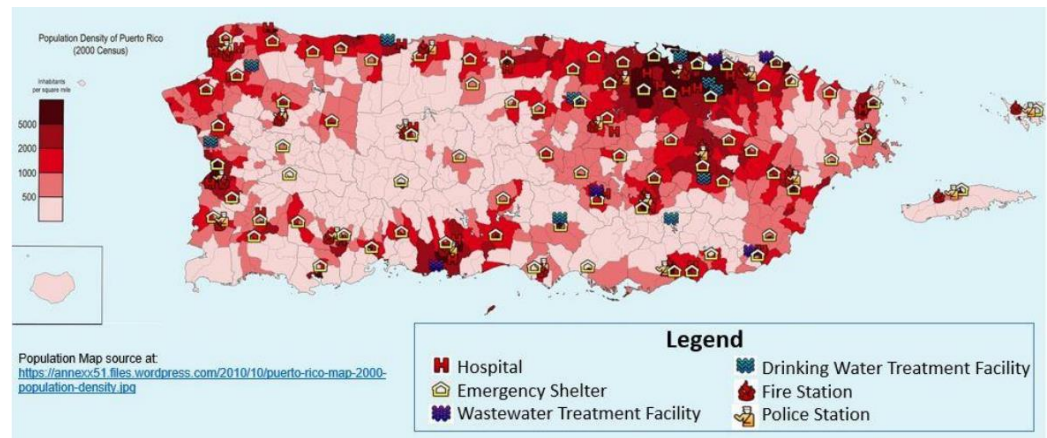 Population Density of Puerto Rico
(2000 Census)
Inhabitants
per square mile
5000
2000
1000
500
Population Map source at:
https://annexx51.files.wordpress.com/2010/10/puerto-rico-map-2000-
population-density.jpg
Legend
Hospital
Emergency Shelter
Wastewater Treatment Facility
Drinking Water Treatment Facility
Fire Station
Police Station